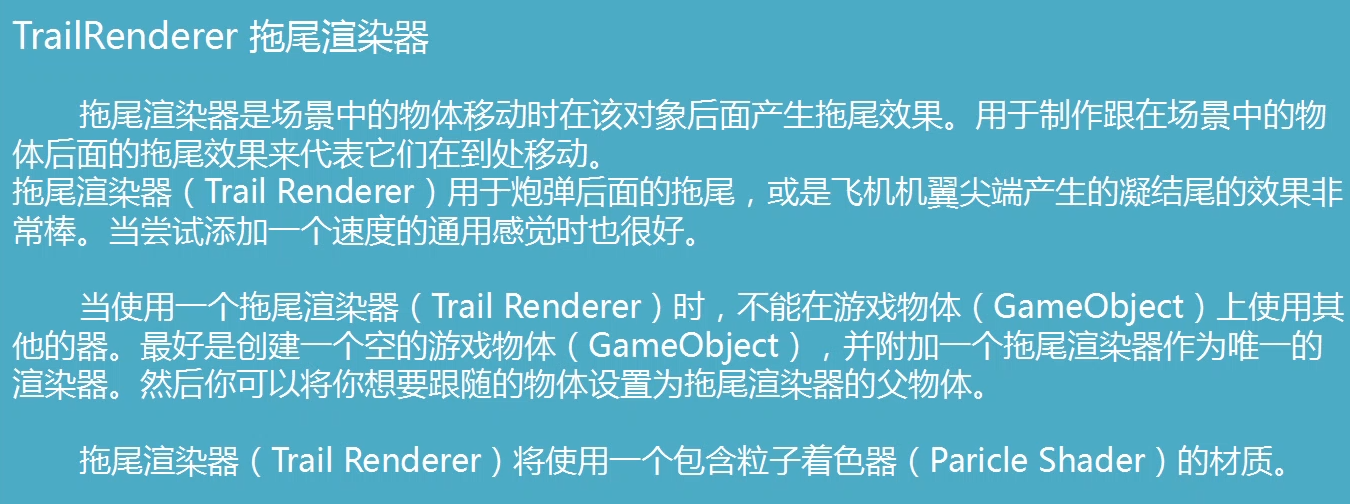 TrailRenderer 拖尾渲染器
拖尾渲染器是场景中的物体移动时在该对象后面产生拖尾效果。用于制作跟在场景中的物
体后面的拖尾效果来代表它们在到处移动。
拖尾渲染器（Trail Renderer）用于炮弹后面的拖尾，或是飞机机翼尖端产生的凝结尾的效果非
常棒。当尝试添加一个速度的通用感觉时也很好。
当使用一个拖尾渲染器（Trail Renderer）时，不能在游戏物体（GameObject）上使用其
他的器。最好是创建一个空的游戏物体（GameObject），并附加一个拖尾渲染器作为唯一的
渲染器。然后你可以将你想要跟随的物体设置为拖尾渲染器的父物体。
拖尾渲染器（Trail Renderer）将使用一个包含粒子着色器（Paricle Shader）的材质。